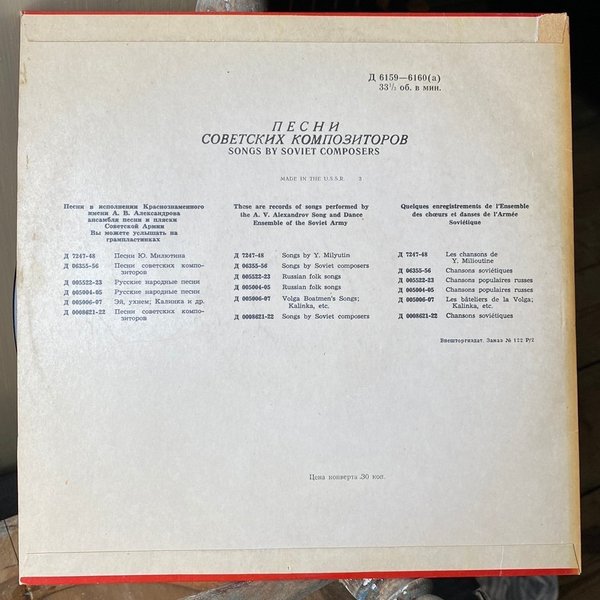 Д 6159—6160(а)
33⅓ об. в мин.
ПЕСНИ
СОВЕТСКИХ КОМПОЗИТОРОВ
SONGS BY SOVIET COMPOSERS
MADE IN THE U.S.S.R. 3
Песни в исполнении Краснознаменного
имени А. В. Александрова
ансамбля песни и пляски
Советской Армии
Вы можете услышать на
грампластинках
Д 7247-48 Песни Ю. Милютина
Д 06355-56 Песни советских компо-
зиторов
Д 005522-23 Русские народные песни
Д 005004-05 Русские народные песни
Д 005006-07 Эй, ухнем; Калинка и др.
Д 0008621-22 Песни советских компо-
зиторов
These are records of songs performed by
the A. V. Alexandrov Song and Dance
Ensemble of the Soviet Army
Д 7247-48 Songs by Y. Milyutin
Д 06355-56 Songs by Soviet composers
Д 005522-23 Russian folk songs
Д 005004-05 Russian folk songs
Д 005006-07 Volga Boatmen's Songs;
Kalinka, etc.
Д 0008621-22 Songs by Soviet composers
Quelques enregistrements de l'Ensemble
des chœurs et danses de l'Armée
Soviétique
Д 7247-48 Les chansons de
Y. Milioutine
Д 06355-56 Chansons soviétiques
Д 005522-23 Chansons populaires russes
Д 005004-05 Chansons populaires russes
Д 005006-07 Les bâteliers de la Volga;
Kalinka, etc.
Д 0008621-22 Chansons soviétiques
Внешторгиздат. Заказ № 122 Р/2
Цена конверта 30 коп.